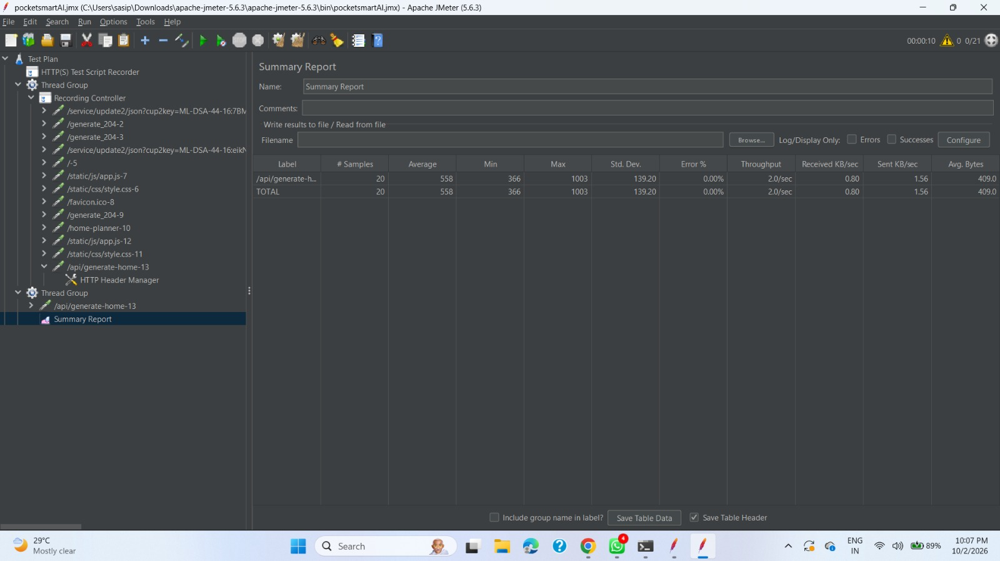 pocketsmartAI.jmx (C:\Users\sasip\Downloads\apache-jmeter-5.6.3\apache-jmeter-5.6.3\bin\pocketsmartAI.jmx) - Apache JMeter (5.6.3)
File Edit Search Run Options Tools Help
00:00:10 0 0/21
Test Plan
HTTP(S) Test Script Recorder
Thread Group
Recording Controller
/service/update2/json?cup2key=ML-DSA-44-16:7BM
/generate_204-2
/generate_204-3
/service/update2/json?cup2key=ML-DSA-44-16:eikN
/-5
/static/js/app.js-7
/static/css/style.css-6
/favicon.ico-8
/generate_204-9
/home-planner-10
/static/js/app.js-12
/static/css/style.css-11
/api/generate-home-13
HTTP Header Manager
Thread Group
/api/generate-home-13
Summary Report
Summary Report
Name: Summary Report
Comments:
Write results to file / Read from file
Filename Browse... Log/Display Only: Errors Successes Configure
Label # Samples Average Min Max Std. Dev. Error % Throughput Received KB/sec Sent KB/sec Avg. Bytes
/api/generate-h... 20 558 366 1003 139.20 0.00% 2.0/sec 0.80 1.56 409.0
TOTAL 20 558 366 1003 139.20 0.00% 2.0/sec 0.80 1.56 409.0
Include group name in label? Save Table Data Save Table Header
29°C
Mostly clear
Search
4
ENG
IN
89%
10:07 PM
10/2/2026